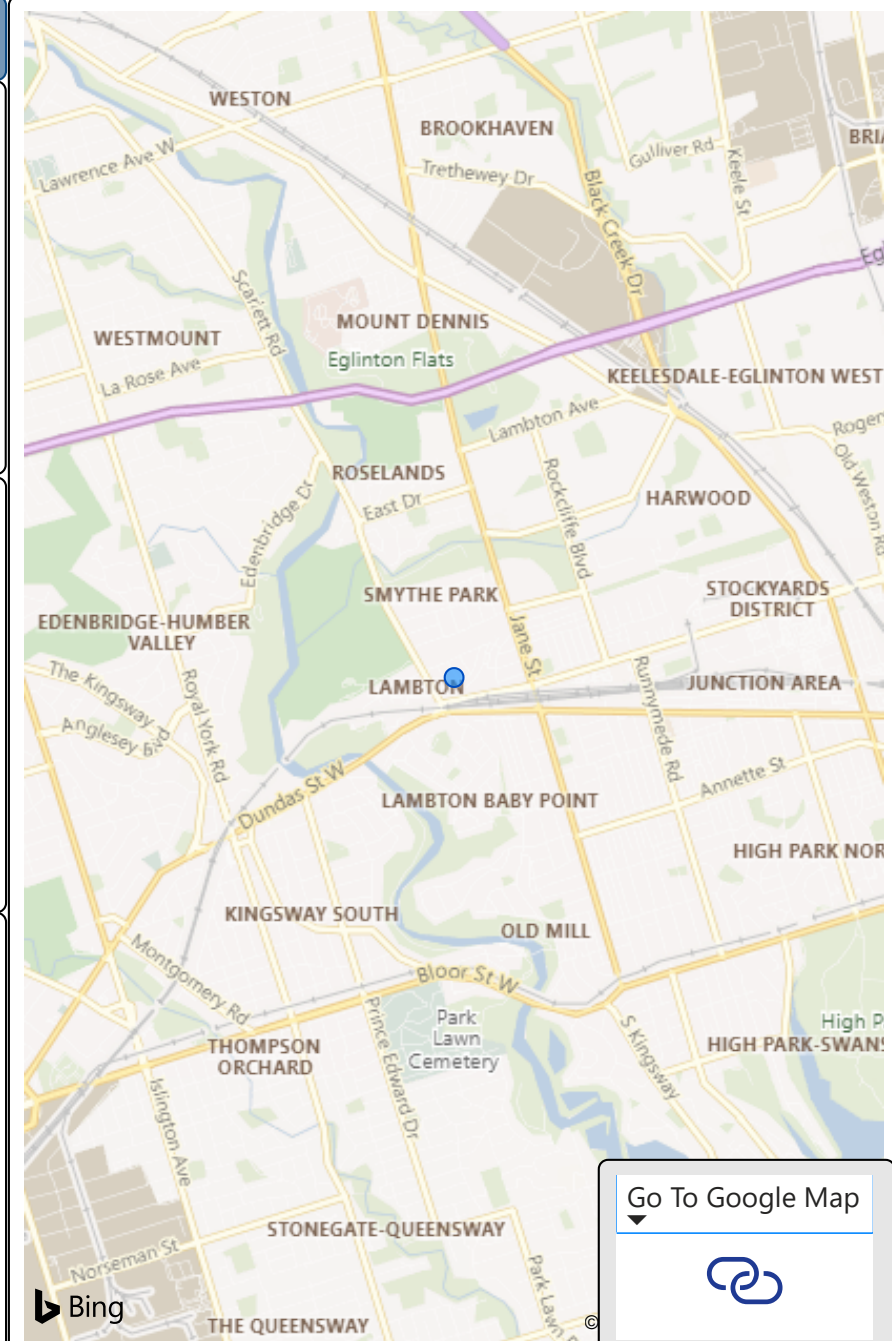 WESTON
BROOKHAVEN
BRIA
Gulliver Rd
Keele St
Lawrence Ave W
Trethewey Dr
Black Creek Dr
Egl
Scarlett Rd
MOUNT DENNIS
WESTMOUNT
Eglinton Flats
La Rose Ave
KEELESDALE-EGLINTON WEST
Lambton Ave
Roger
Old Weston Rd
ROSELANDS
Rockcliffe Blvd
HARWOOD
East Dr
Edenbridge Dr
SMYTHE PARK
STOCKYARDS
DISTRICT
EDENBRIDGE-HUMBER
VALLEY
Jane St
The Kingsway
Royal York Rd
LAMBTON
Runnymede Rd
JUNCTION AREA
Anglesey Blvd
Dundas St W
Annette St
LAMBTON BABY POINT
HIGH PARK NOR
KINGSWAY SOUTH
OLD MILL
Montgomery Rd
Bloor St W
Park
Lawn
Cemetery
Prince Edward Dr
S Kingsway
High P
HIGH PARK-SWANS
THOMPSON
ORCHARD
Islington Ave
Go To Google Map
STONEGATE-QUEENSWAY
Norseman St
Park Lawn R
Bing
THE QUEENSWAY
©